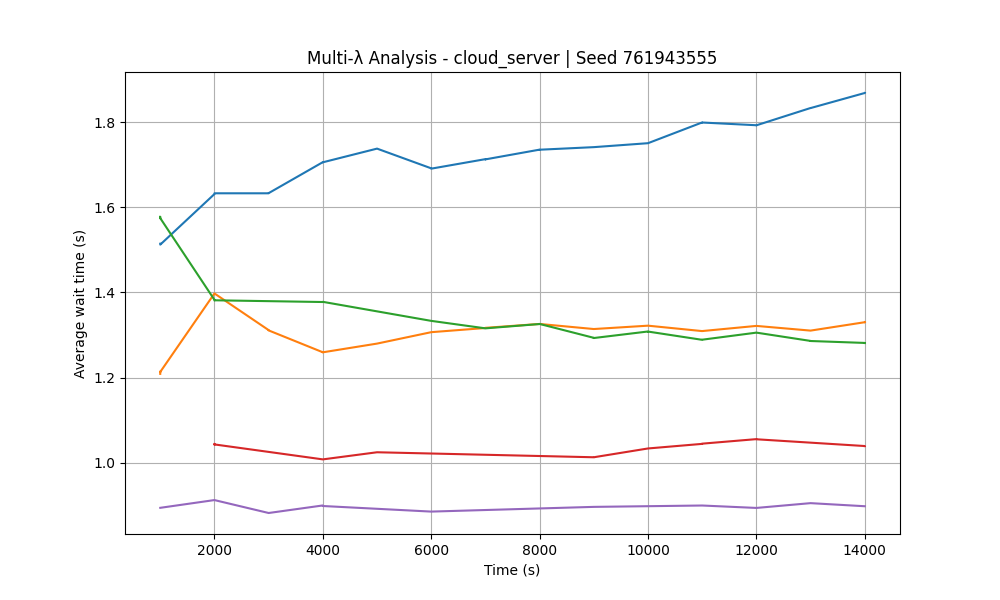 Multi-λ Analysis - cloud_server | Seed 761943555
Average wait time (s)
1.8
1.6
1.4
1.2
1.0
2000 4000 6000 8000 10000 12000 14000
Time (s)